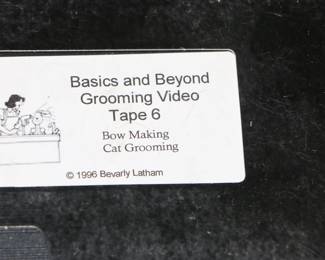 Basics and Beyond
Grooming Video
Tape 6
Bow Making
Cat Grooming
© 1996 Bevarly Latham